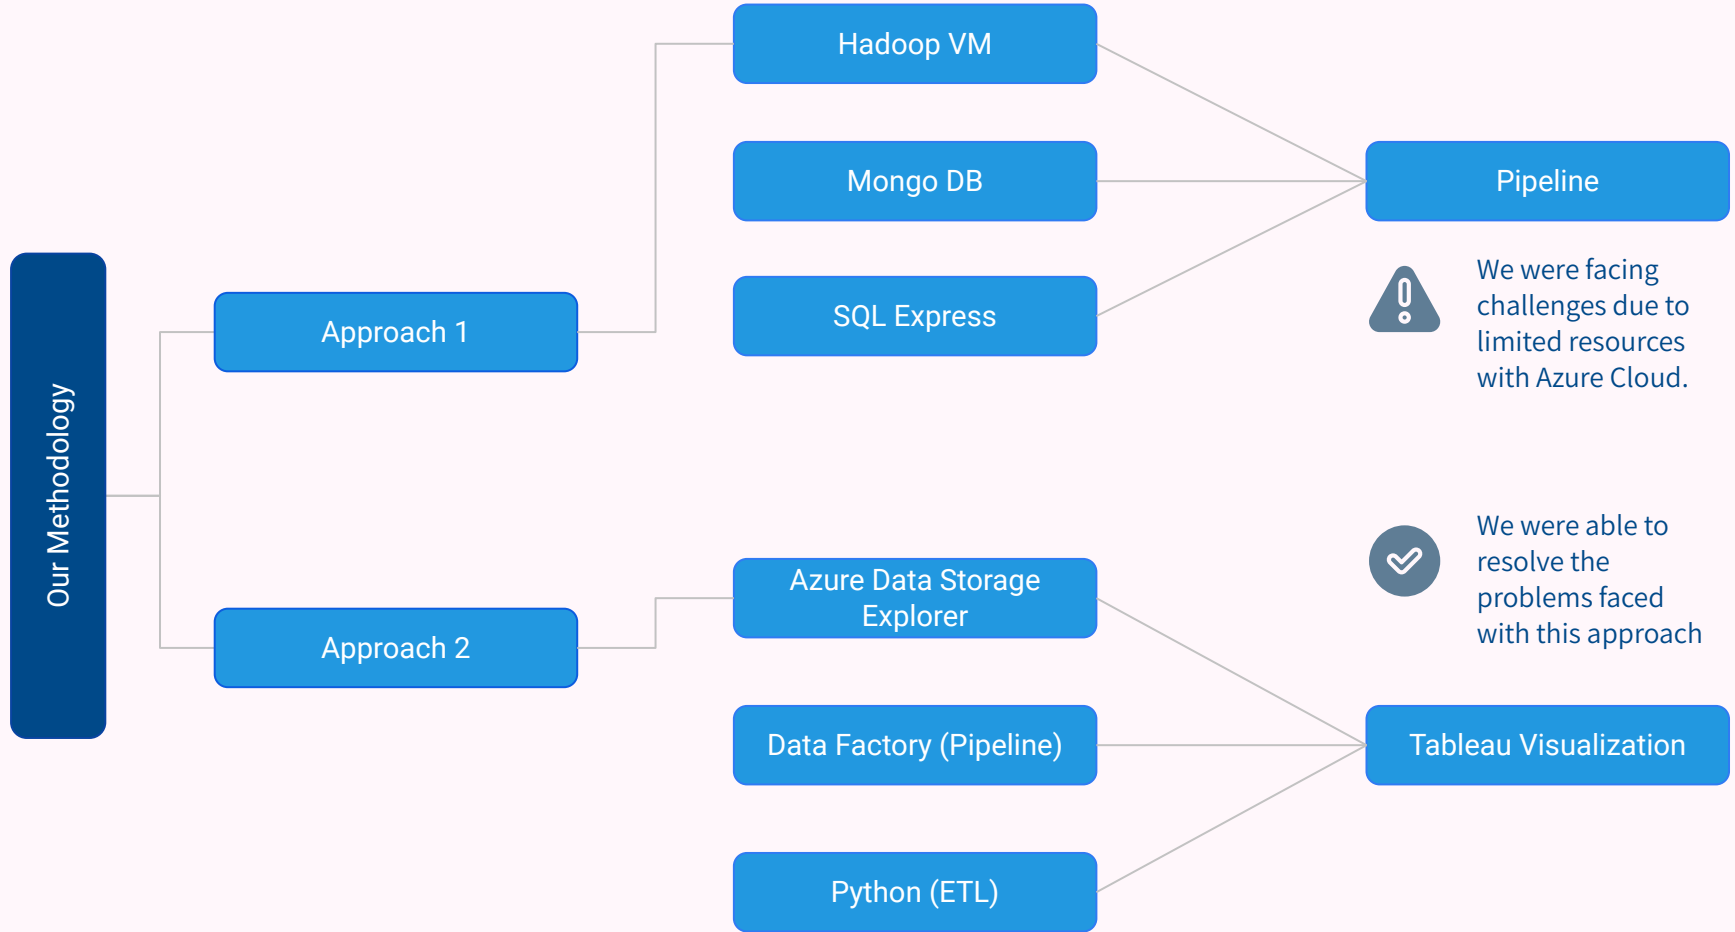 Our Methodology
Approach 1
Hadoop VM
Mongo DB
SQL Express
Pipeline
We were facing
challenges due to
limited resources
with Azure Cloud.
Approach 2
Azure Data Storage
Explorer
Data Factory (Pipeline)
Python (ETL)
We were able to
resolve the
problems faced
with this approach
Tableau Visualization